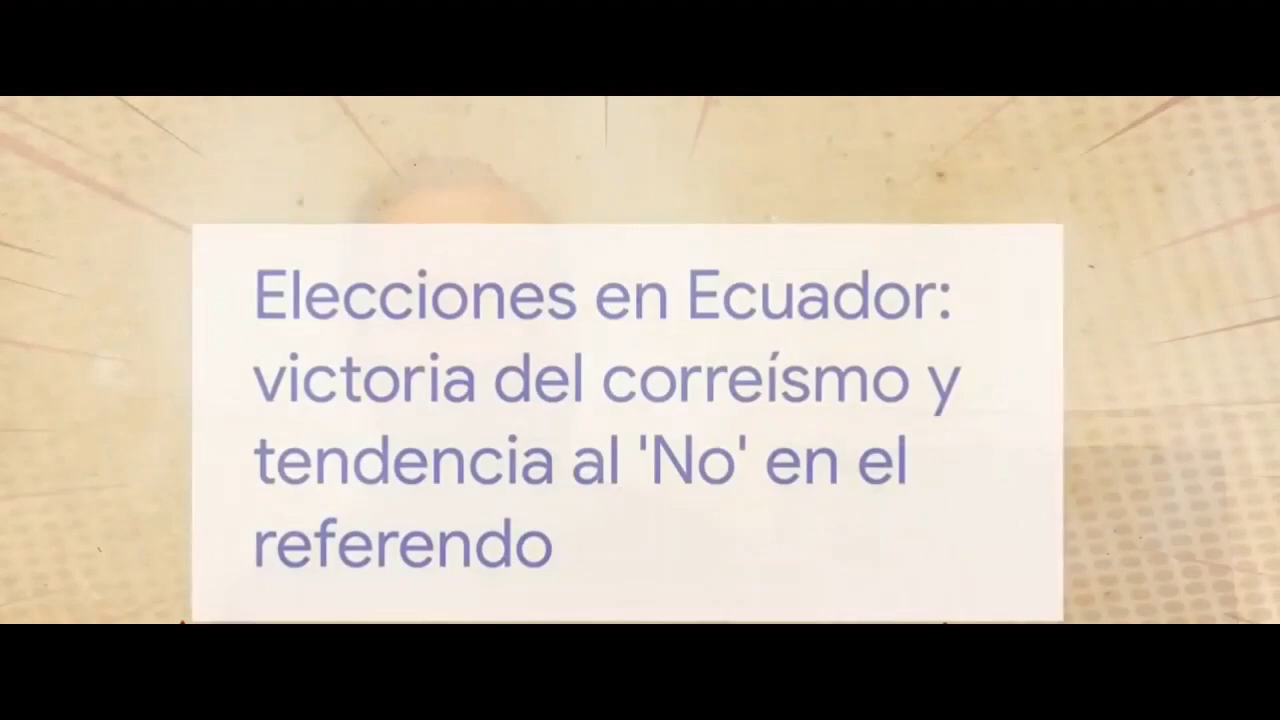 Elecciones en Ecuador:
victoria del correísmo y
tendencia al 'No' en el
referendo